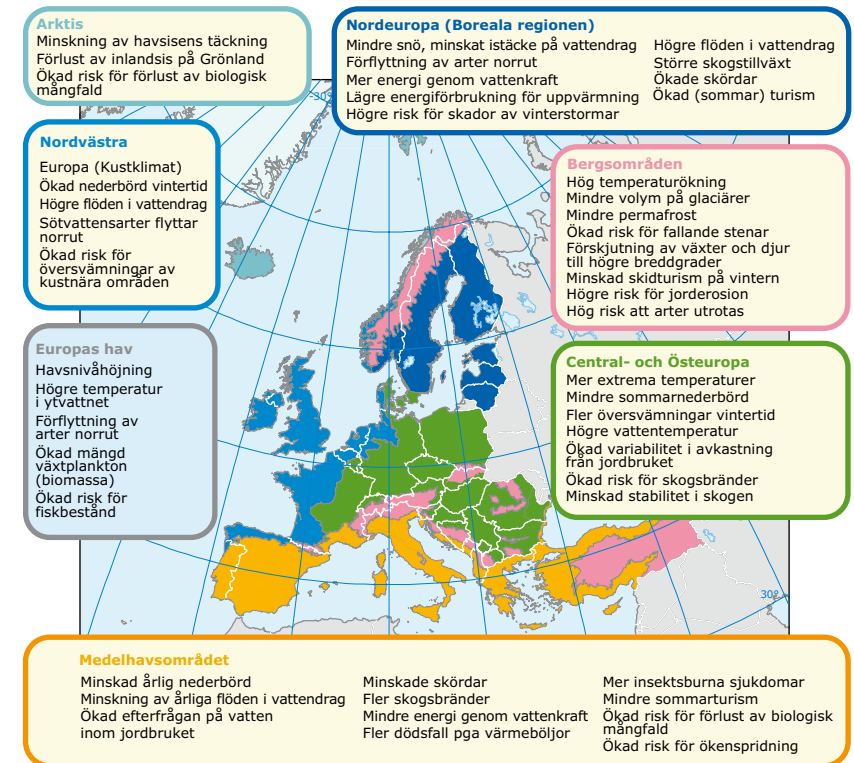 Arktis
Minskning av havsisens täckning
Förlust av inlandsis på Grönland
Ökad risk för förlust av biologisk
mångfald
Nordeuropa (Boreala regionen)
Mindre snö, minskat istäcke på vattendrag
Förflyttning av arter norrut
Mer energi genom vattenkraft
Lägre energiförbrukning för uppvärmning
Högre risk för skador av vinterstormar
Högre flöden i vattendrag
Större skogstillväxt
Ökade skördar
Ökad (sommar) turism
-30°
Nordvästra
Europa (Kustklimat)
Ökad nederbörd vintertid
Högre flöden i vattendrag
Sötvattensarter flyttar
norrut
Ökad risk för
översvämningar av
kustnära områden
Bergsområden
Hög temperaturökning
Mindre volym på glaciärer
Mindre permafrost
Ökad risk för fallande stenar
Förskjutning av växter och djur
till högre breddgrader
Minskad skidturism på vintern
Högre risk för jorderosion
Hög risk att arter utrotas
Europas hav
Havsnivåhöjning
Högre temperatur
i ytvattnet
Förflyttning av
arter norrut
Ökad mängd
växtplankton
(biomassa)
Ökad risk för
fiskbestånd
Central- och Östeuropa
Mer extrema temperaturer
Mindre sommarnederbörd
Fler översvämningar vintertid
Högre vattentemperatur
Ökad variabilitet i avkastning
från jordbruket
Ökad risk för skogsbränder
Minskad stabilitet i skogen
30°
Medelhavsområdet
Minskad årlig nederbörd
Minskning av årliga flöden i vattendrag
Ökad efterfrågan på vatten
inom jordbruket
Minskade skördar
Fler skogsbränder
Mindre energi genom vattenkraft
Fler dödsfall pga värmeböljor
Mer insektsburna sjukdomar
Mindre sommarturism
Ökad risk för förlust av biologisk
mångfald
Ökad risk för ökenspridning